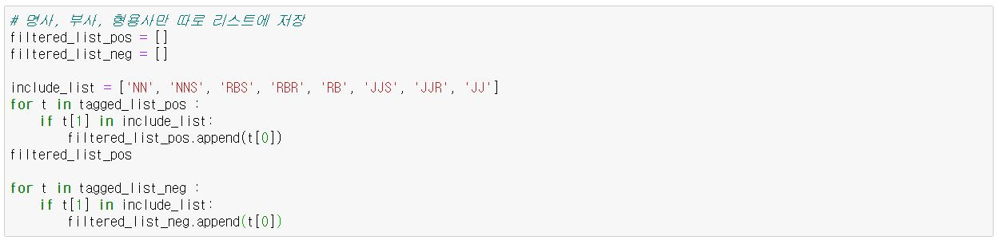 # 명사, 부사, 형용사만 따로 리스트에 저장
filtered_list_pos = []
filtered_list_neg = []
include_list = ['NN', 'NNS', 'RBS', 'RBR', 'RB', 'JJS', 'JJR', 'JJ']
for t in tagged_list_pos :
    if t[1] in include_list:
        filtered_list_pos.append(t[0])
filtered_list_pos
for t in tagged_list_neg :
    if t[1] in include_list:
        filtered_list_neg.append(t[0])